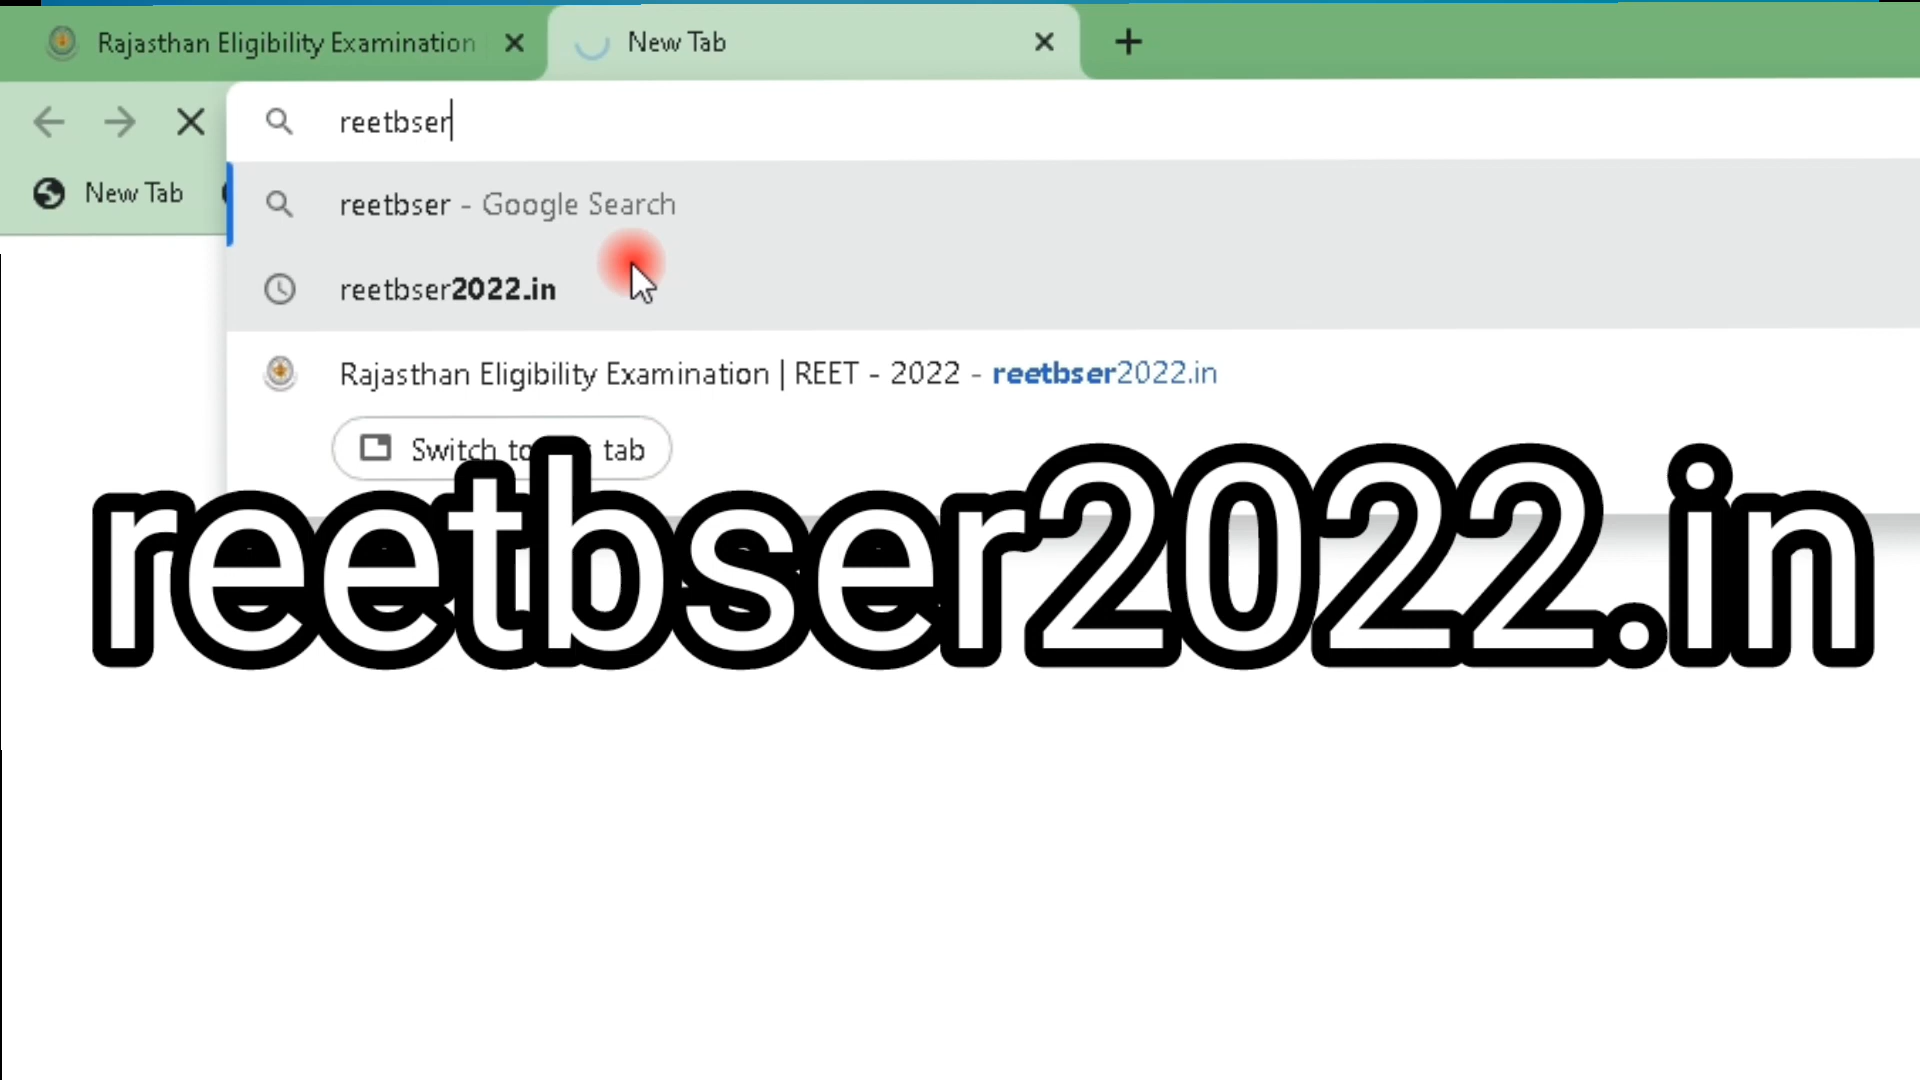 Rajasthan Eligibility Examination
New Tab
reetbser
New Tab
reetbser - Google Search
reetbser2022.in
Rajasthan Eligibility Examination | REET - 2022 - reetbser2022.in
Switch to tab
reetbser2022.in